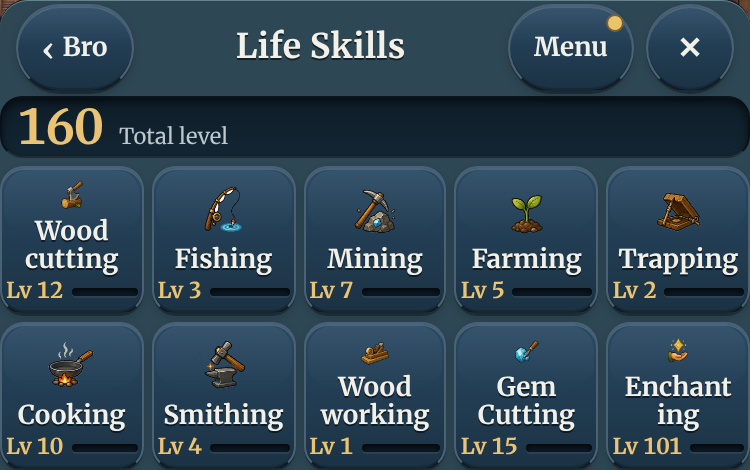 ‹ Bro
Life Skills
Menu
✕
160 Total level
Wood
cutting
Lv 12
Fishing
Lv 3
Mining
Lv 7
Farming
Lv 5
Trapping
Lv 2
Cooking
Lv 10
Smithing
Lv 4
Wood
working
Lv 1
Gem
Cutting
Lv 15
Enchant
ing
Lv 101